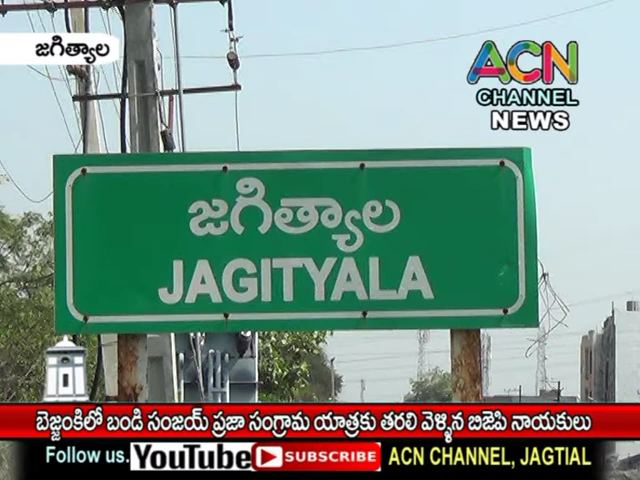 జగిత్యాల
ACN
CHANNEL
NEWS
జగిత్యాల
JAGITYALA
బెజ్జంకిలో బండి సంజయ్ ప్రజా సంగ్రామ యాత్రకు తరలి వెళ్ళిన బిజెపి నాయకులు
Follow us. YouTube SUBSCRIBE ACN CHANNEL, JAGTIAL